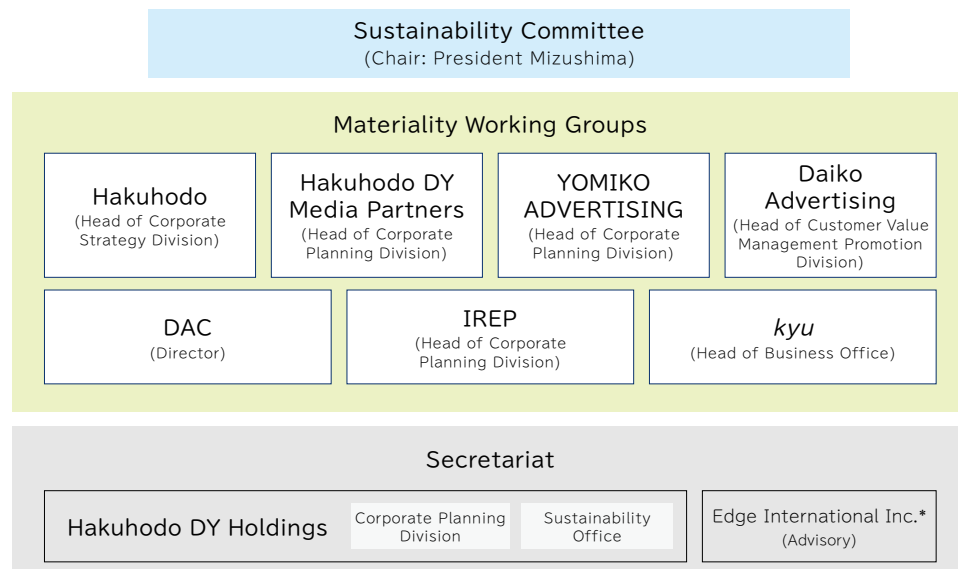 Sustainability Committee
(Chair: President Mizushima)
Materiality Working Groups
Hakuhodo
(Head of Corporate
Strategy Division)
Hakuhodo DY
Media Partners
(Head of Corporate
Planning Division)
YOMIKO
ADVERTISING
(Head of Corporate
Planning Division)
Daiko
Advertising
(Head of Customer Value
Management Promotion
Division)
DAC
(Director)
IREP
(Head of Corporate
Planning Division)
kyu
(Head of Business Office)
Secretariat
Hakuhodo DY Holdings
Corporate Planning
Division
Sustainability
Office
Edge International Inc.*
(Advisory)